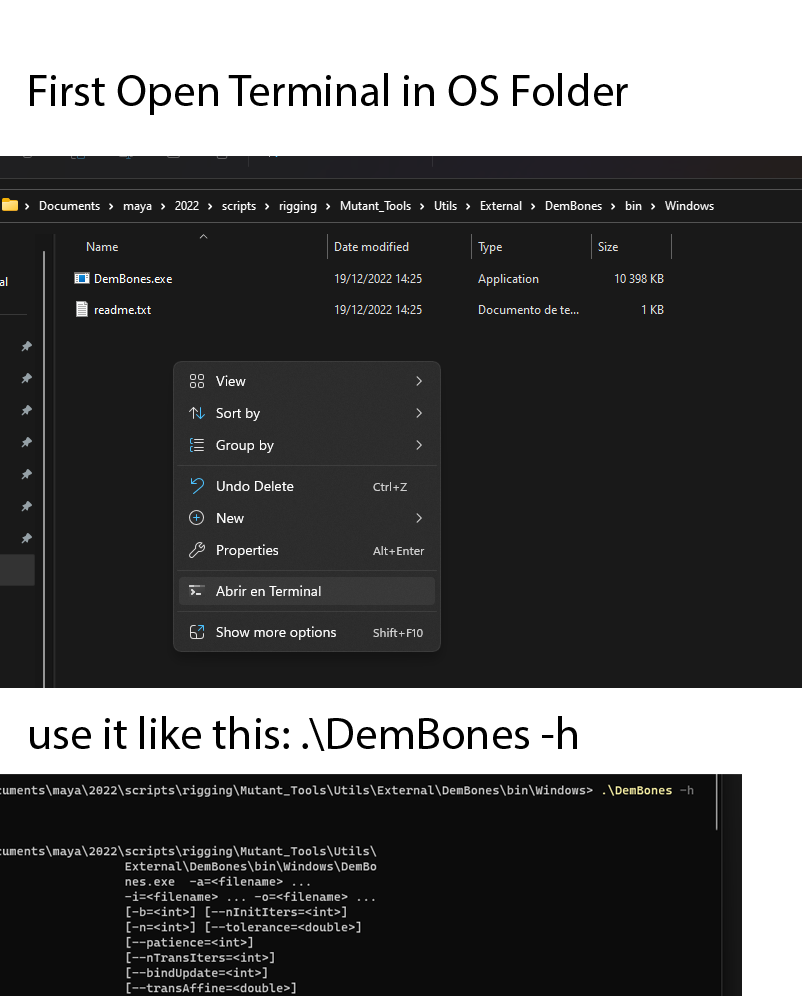 First Open Terminal in OS Folder
Documents > maya > 2022 > scripts > rigging > Mutant_Tools > Utils > External > DemBones > bin > Windows
Name Date modified Type Size
al
DemBones.exe 19/12/2022 14:25 Application 10 398 KB
readme.txt 19/12/2022 14:25 Documento de te... 1 KB
View
Sort by
Group by
Undo Delete Ctrl+Z
New
Properties Alt+Enter
Abrir en Terminal
Show more options Shift+F10
use it like this: .\DemBones -h
cuments\maya\2022\scripts\rigging\Mutant_Tools\Utils\External\DemBones\bin\Windows> .\DemBones -h
cuments\maya\2022\scripts\rigging\Mutant_Tools\Utils\
External\DemBones\bin\Windows\DemBo
nes.exe -a=<filename> ...
-i=<filename> ... -o=<filename> ...
[-b=<int>] [--nInitIters=<int>]
[-n=<int>] [--tolerance=<double>]
[--patience=<int>]
[--nTransIters=<int>]
[--bindUpdate=<int>]
[--transAffine=<double>]